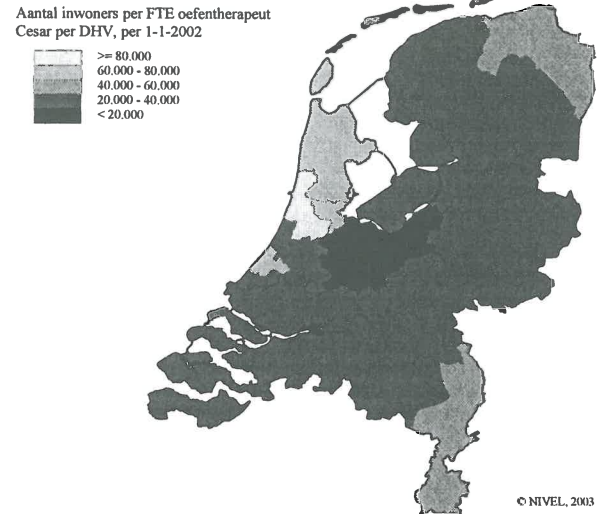 Aantal inwoners per FTE oefentherapeut
Cesar per DHV, per 1-1-2002
>= 80.000
60.000 - 80.000
40.000 - 60.000
20.000 - 40.000
< 20.000
© NIVEL, 2003